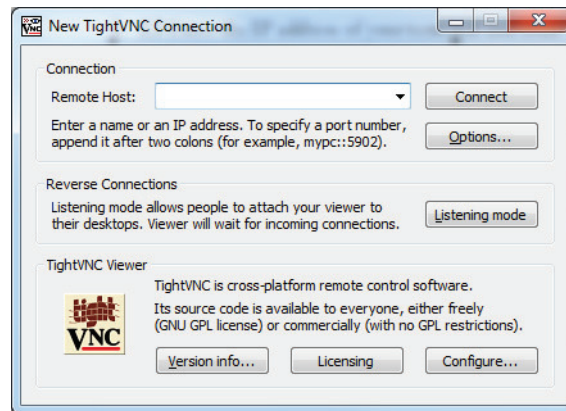 New TightVNC Connection
Connection
Remote Host:
Connect
Enter a name or an IP address. To specify a port number,
append it after two colons (for example, mypc::5902).
Options...
Reverse Connections
Listening mode allows people to attach your viewer to
their desktops. Viewer will wait for incoming connections.
Listening mode
TightVNC Viewer
TightVNC is cross-platform remote control software.
Its source code is available to everyone, either freely
(GNU GPL license) or commercially (with no GPL restrictions).
tight
VNC
Version info...
Licensing
Configure...